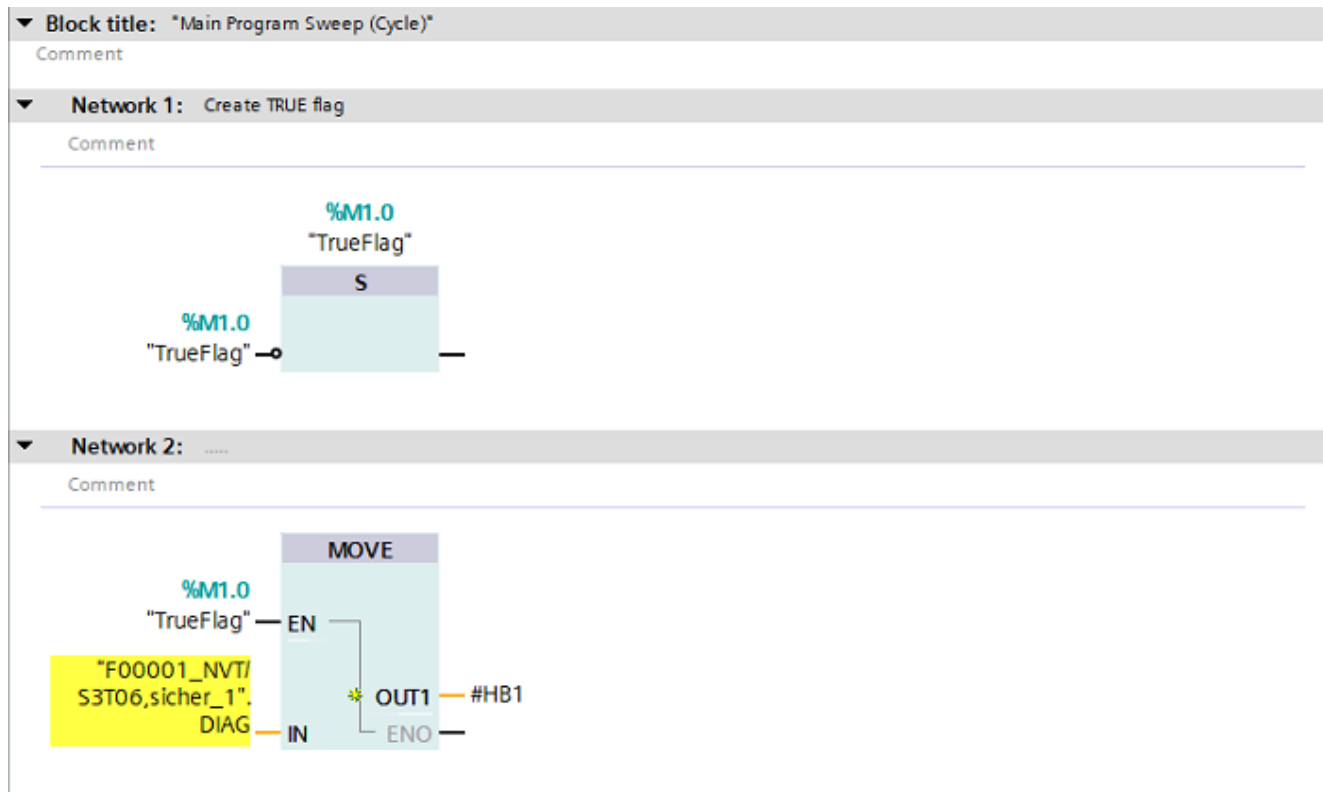 Block title: "Main Program Sweep (Cycle)"
Comment
Network 1: Create TRUE flag
Comment
%M1.0
"TrueFlag"
S
%M1.0
"TrueFlag"
Network 2: .....
Comment
MOVE
%M1.0
"TrueFlag"
EN
"F00001_NVT/
S3T06,sicher_1".
DIAG
IN
OUT1
#HB1
ENO